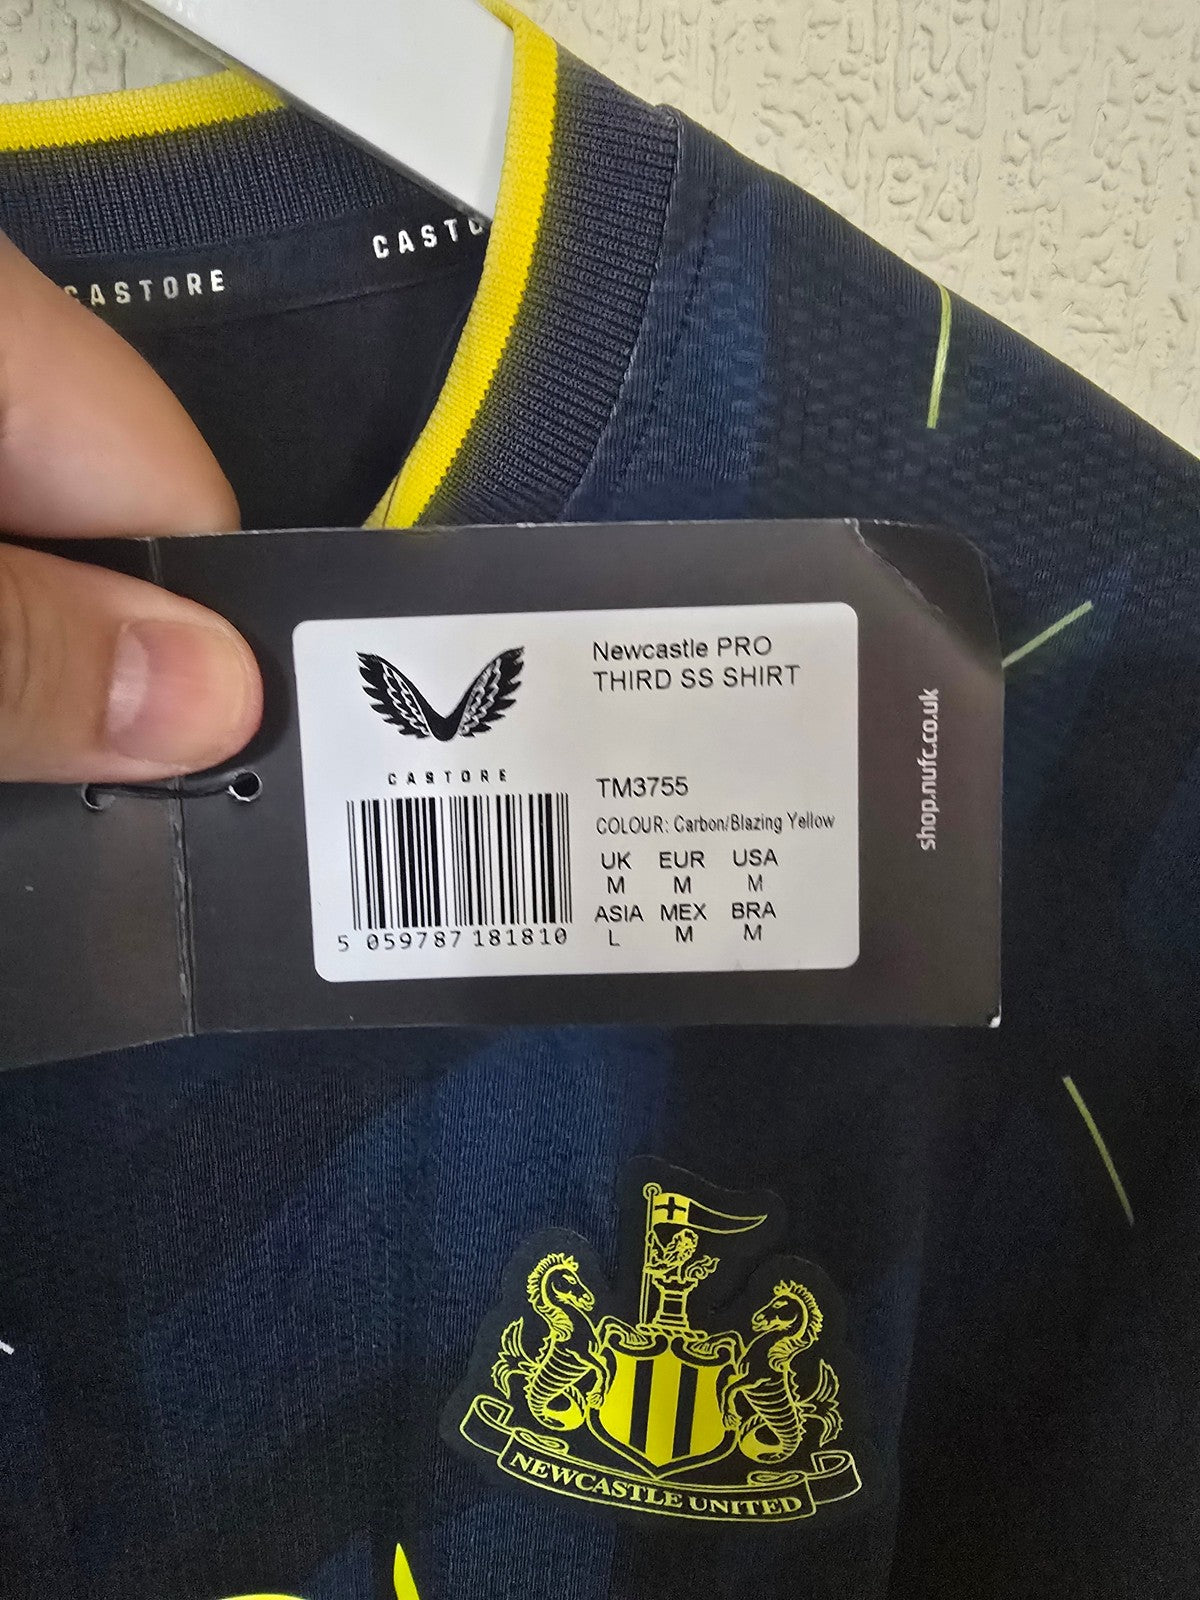 CASTORE
Newcastle PRO
THIRD SS SHIRT
CASTORE
TM3755
COLOUR: Carbon/Blazing Yellow
UK EUR USA
M M M
ASIA MEX BRA
L M M
5 059787 181810
shop.nufc.co.uk
NEWCASTLE UNITED